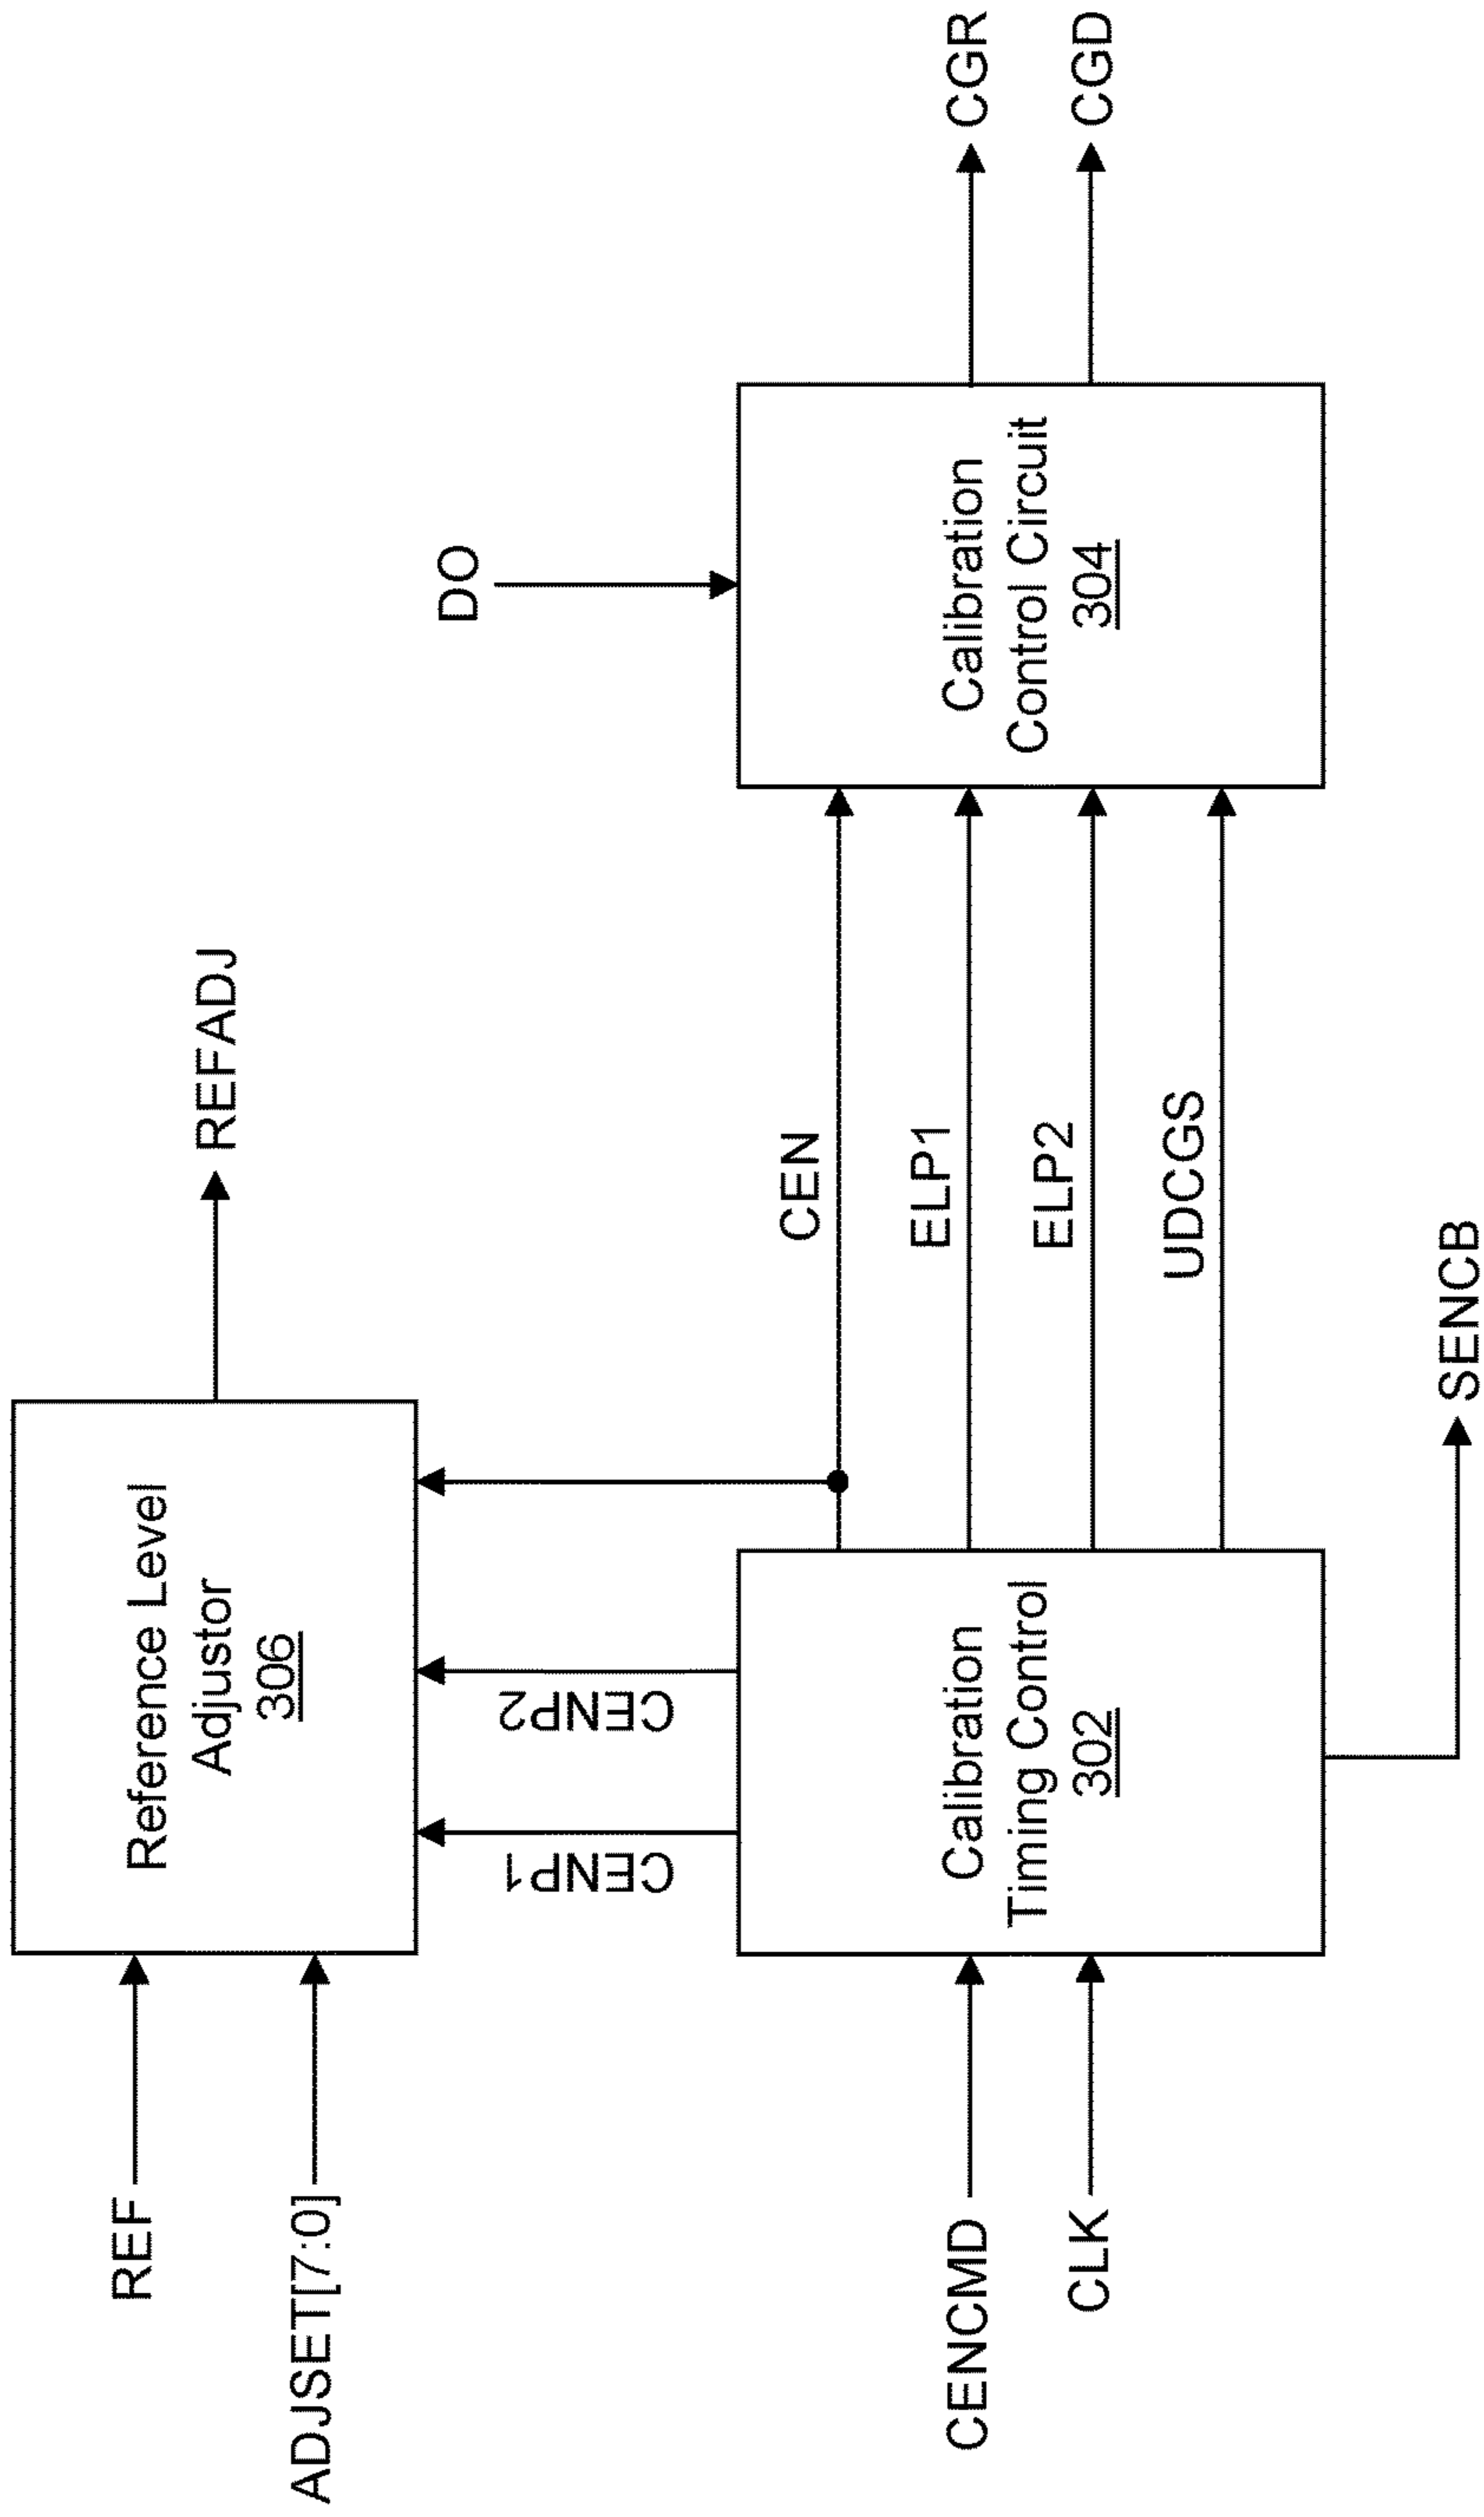 REF
ADJSET[7:0]
Reference Level
Adjustor
306
REFADJ
CENP1
CENP2
DO
CENCMD
CLK
Calibration
Timing Control
302
CEN
ELP1
ELP2
UDCGS
Calibration
Control Circuit
304
CGR
CGD
SENCB